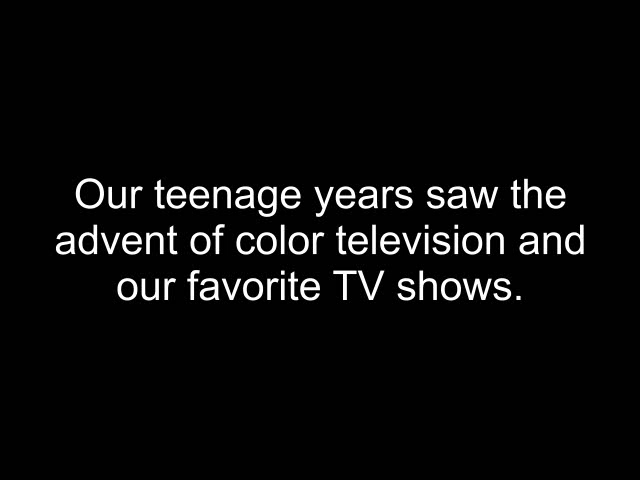 Our teenage years saw the
advent of color television and
our favorite TV shows.